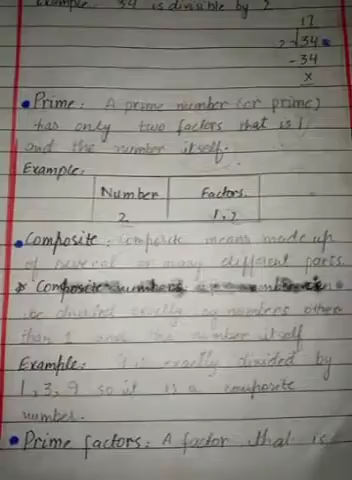 Example: 34 is divisible by 2
17
2 √34
- 34
x
• Prime: A prime number (or prime)
has only two factors that is 1
and the number itself.
Example:
Number Factors
2 1, 2
• Composite: Composite means made up
of several or many different parts.
* Composite numbers
be divided exactly by numbers other
than 1 and the number itself
Example: 9 is exactly divided by
1, 3, 9 so it is a composite
number.
• Prime factors: A factor that is